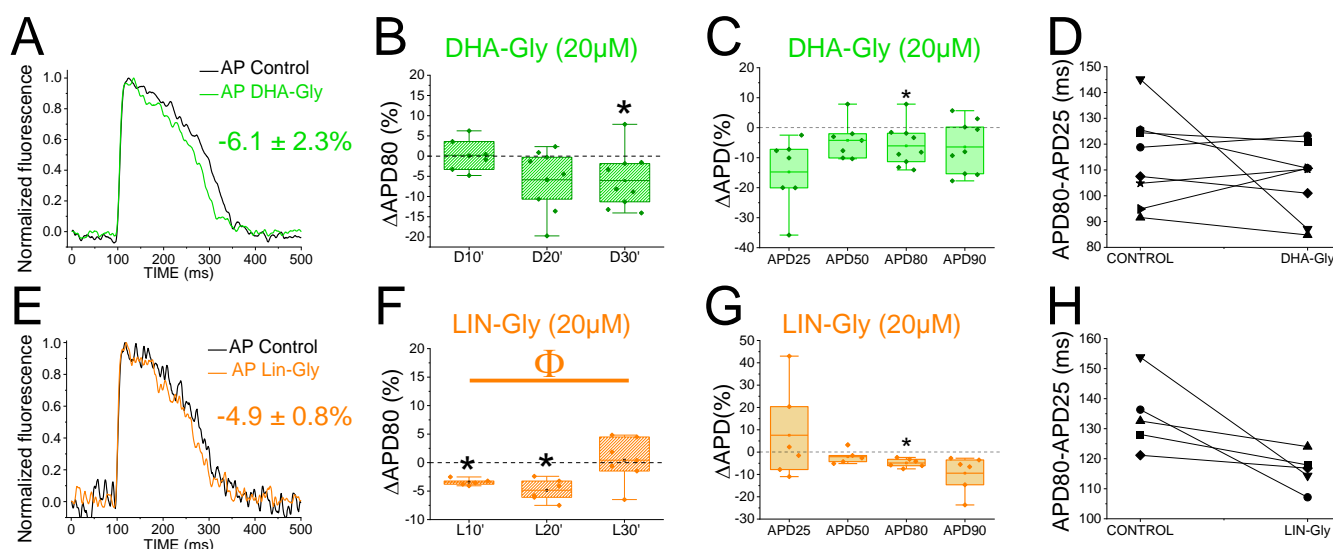 A
Normalized fluorescence
1.0
0.8
0.6
0.4
0.2
0.0
0 100 200 300 400 500
TIME (ms)
AP Control
AP DHA-Gly
-6.1 ± 2.3%
B
DHA-Gly (20µM)
ΔAPD80 (%)
20
15
10
5
0
-5
-10
-15
-20
*
D10' D20' D30'
C
DHA-Gly (20µM)
ΔAPD(%)
20
10
0
-10
-20
-30
-40
*
APD25 APD50 APD80 APD90
D
APD80-APD25 (ms)
150
140
130
120
110
100
90
80
CONTROL DHA-Gly
E
Normalized fluorescence
1.0
0.8
0.6
0.4
0.2
0.0
0 100 200 300 400 500
TIME (ms)
AP Control
AP Lin-Gly
-4.9 ± 0.8%
F
LIN-Gly (20µM)
ΔAPD80 (%)
20
15
10
5
0
-5
-10
Φ
* *
L10' L20' L30'
G
LIN-Gly (20µM)
ΔAPD(%)
50
40
30
20
10
0
-10
-20
-30
*
APD25 APD50 APD80 APD90
H
APD80-APD25 (ms)
160
150
140
130
120
110
100
CONTROL LIN-Gly